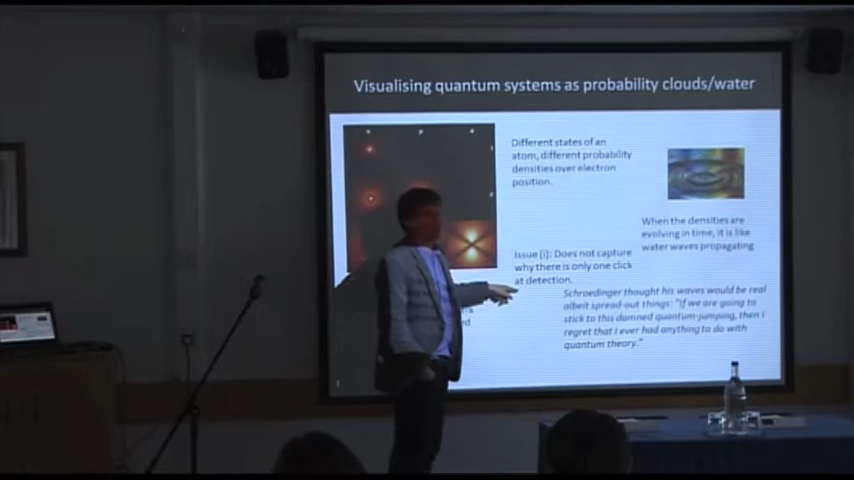 Visualising quantum systems as probability clouds/water
Different states of an
atom, different probability
densities over electron
position.
When the densities are
evolving in time, it is like
water waves propagating
Issue (i): Does not capture
why there is only one click
at detection.
Schroedinger thought his waves would be real
albeit spread-out things: "If we are going to
stick to this damned quantum-jumping, then I
regret that I ever had anything to do with
quantum theory."